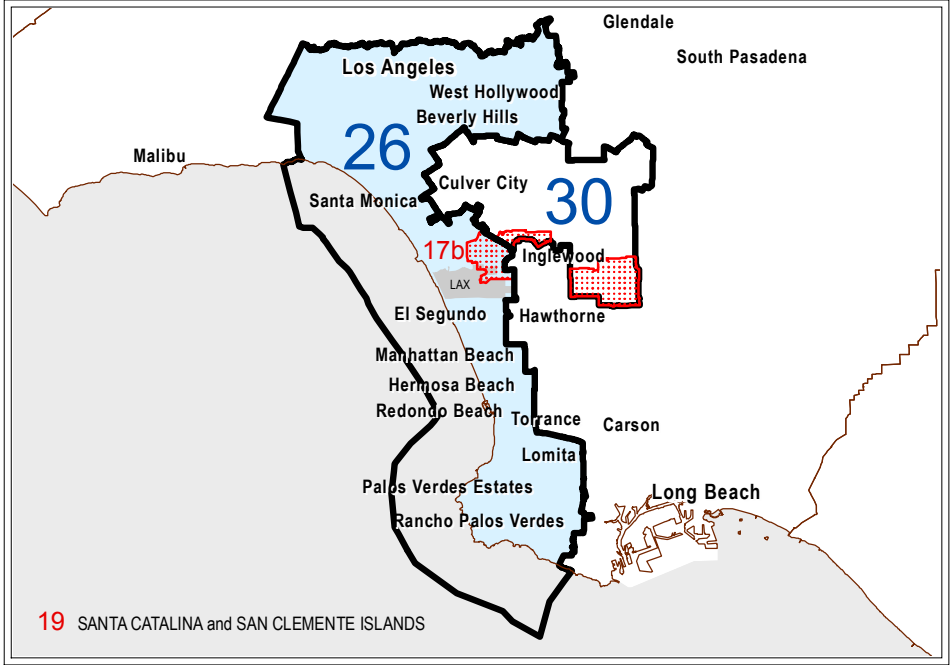 Glendale
South Pasadena
Los Angeles
West Hollywood
Beverly Hills
26
Malibu
Culver City
30
Santa Monica
17b
Inglewood
LAX
El Segundo
Hawthorne
Manhattan Beach
Hermosa Beach
Redondo Beach
Torrance
Carson
Lomita
Palos Verdes Estates
Long Beach
Rancho Palos Verdes
19 SANTA CATALINA and SAN CLEMENTE ISLANDS